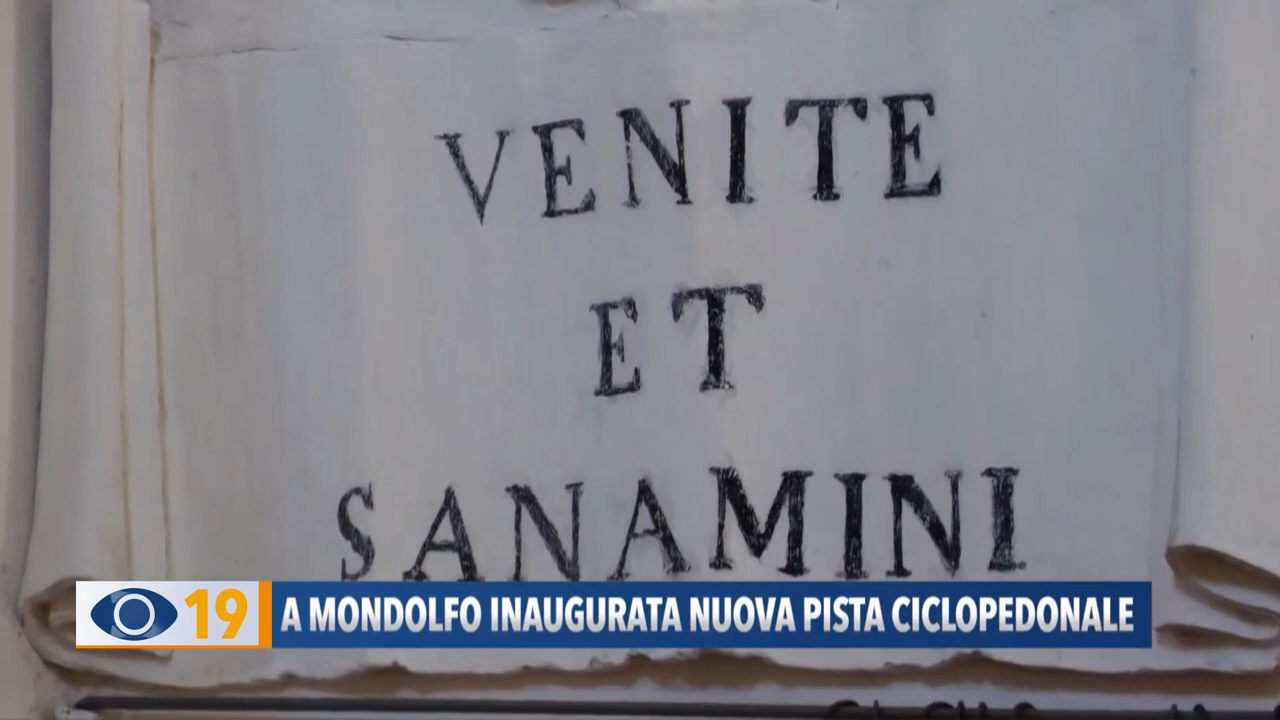 VENITE
ET
SANAMINI
19 A MONDOLFO INAUGURATA NUOVA PISTA CICLOPEDONALE